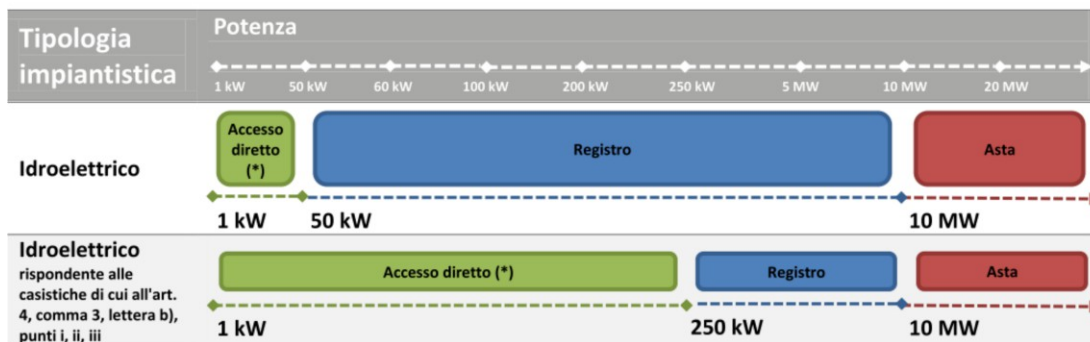 Tipologia
impiantistica
Potenza
1 kW 50 kW 60 kW 100 kW 200 kW 250 kW 5 MW 10 MW 20 MW
Idroelettrico
Accesso
diretto
(*)
Registro
Asta
1 kW 50 kW 10 MW
Idroelettrico
rispondente alle
casistiche di cui all'art.
4, comma 3, lettera b),
punti i, ii, iii
Accesso diretto (*)
Registro
Asta
1 kW 250 kW 10 MW